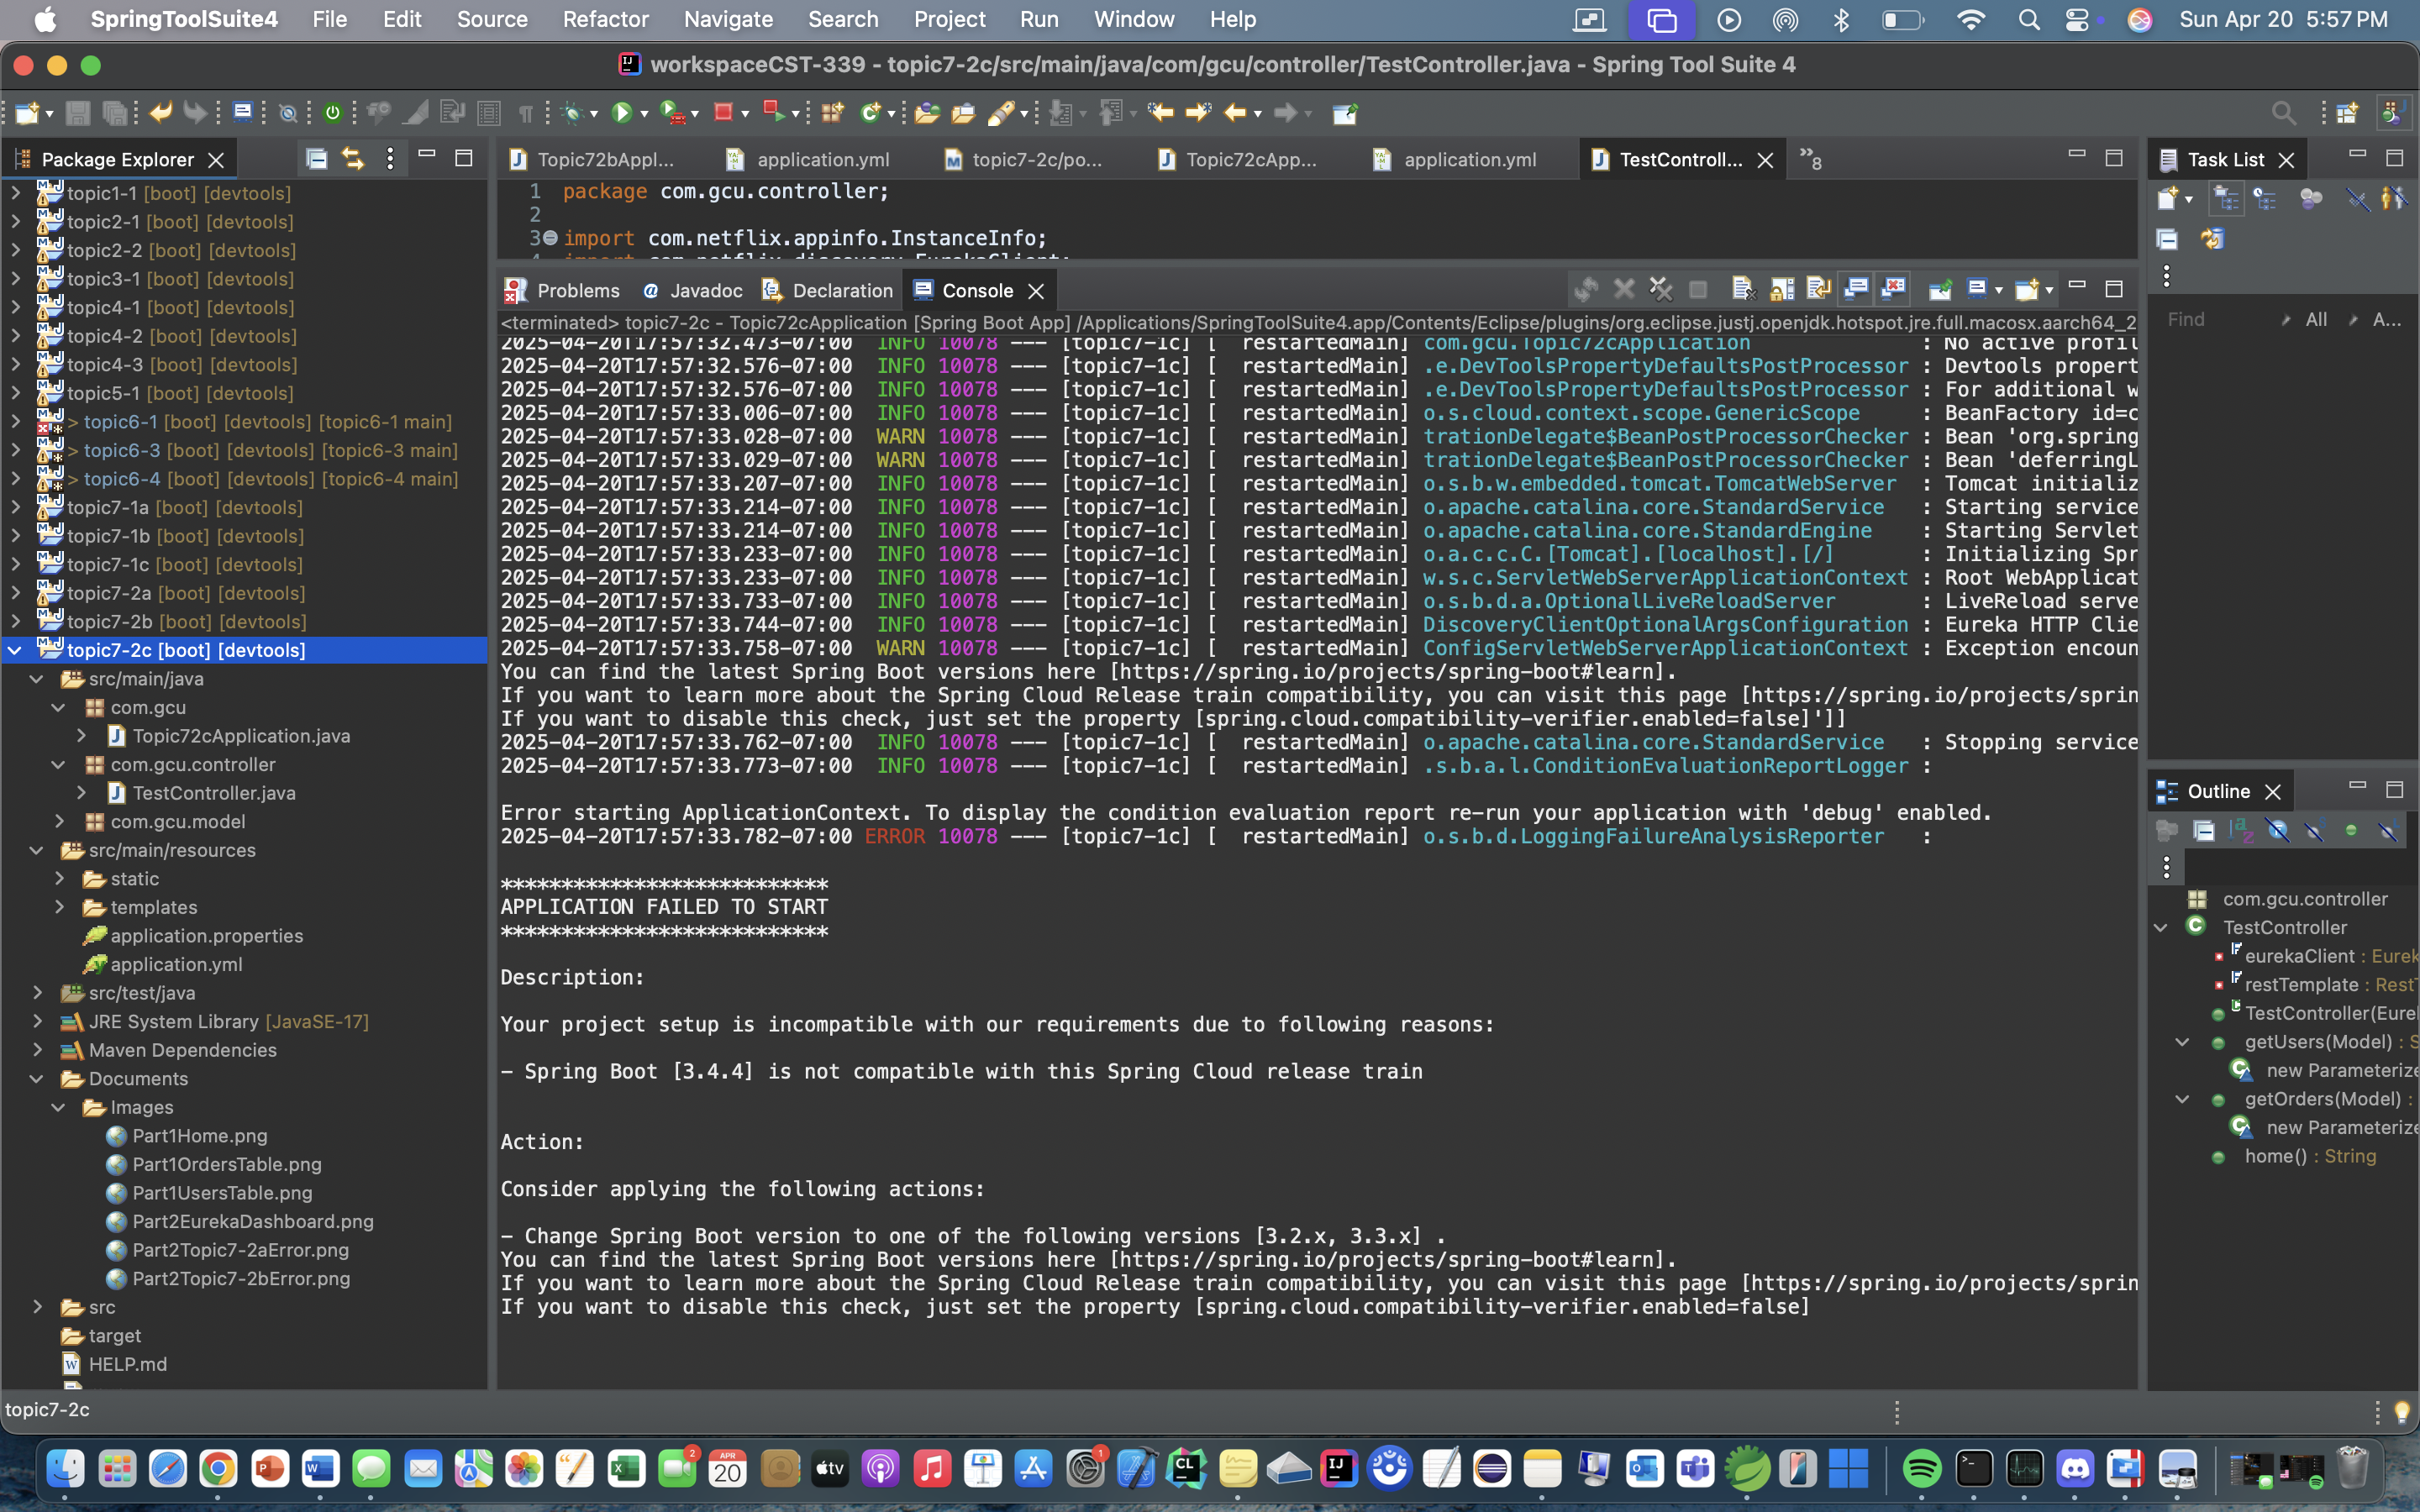 SpringToolSuite4 File Edit Source Refactor Navigate Search Project Run Window Help Sun Apr 20 5:57 PM
workspaceCST-339 - topic7-2c/src/main/java/com/gcu/controller/TestController.java - Spring Tool Suite 4
Package Explorer
topic1-1 [boot] [devtools]
topic2-1 [boot] [devtools]
topic2-2 [boot] [devtools]
topic3-1 [boot] [devtools]
topic4-1 [boot] [devtools]
topic4-2 [boot] [devtools]
topic4-3 [boot] [devtools]
topic5-1 [boot] [devtools]
> topic6-1 [boot] [devtools] [topic6-1 main]
> topic6-3 [boot] [devtools] [topic6-3 main]
> topic6-4 [boot] [devtools] [topic6-4 main]
topic7-1a [boot] [devtools]
topic7-1b [boot] [devtools]
topic7-1c [boot] [devtools]
topic7-2a [boot] [devtools]
topic7-2b [boot] [devtools]
topic7-2c [boot] [devtools]
src/main/java
com.gcu
Topic72cApplication.java
com.gcu.controller
TestController.java
com.gcu.model
src/main/resources
static
templates
application.properties
application.yml
src/test/java
JRE System Library [JavaSE-17]
Maven Dependencies
Documents
Images
Part1Home.png
Part1OrdersTable.png
Part1UsersTable.png
Part2EurekaDashboard.png
Part2Topic7-2aError.png
Part2Topic7-2bError.png
src
target
HELP.md
Topic72bAppl... application.yml topic7-2c/po... Topic72cApp... application.yml TestControll... »8
1 package com.gcu.controller;
2
3 import com.netflix.appinfo.InstanceInfo;
4 import com.netflix.discovery.EurekaClient;
Problems Javadoc Declaration Console
<terminated> topic7-2c - Topic72cApplication [Spring Boot App] /Applications/SpringToolSuite4.app/Contents/Eclipse/plugins/org.eclipse.justj.openjdk.hotspot.jre.full.macosx.aarch64_2
2025-04-20T17:57:32.473-07:00 INFO 10078 --- [topic7-1c] [ restartedMain] com.gcu.Topic72cApplication : No active profil
2025-04-20T17:57:32.576-07:00 INFO 10078 --- [topic7-1c] [ restartedMain] .e.DevToolsPropertyDefaultsPostProcessor : Devtools propert
2025-04-20T17:57:32.576-07:00 INFO 10078 --- [topic7-1c] [ restartedMain] .e.DevToolsPropertyDefaultsPostProcessor : For additional w
2025-04-20T17:57:33.006-07:00 INFO 10078 --- [topic7-1c] [ restartedMain] o.s.cloud.context.scope.GenericScope : BeanFactory id=c
2025-04-20T17:57:33.028-07:00 WARN 10078 --- [topic7-1c] [ restartedMain] trationDelegate$BeanPostProcessorChecker : Bean 'org.spring
2025-04-20T17:57:33.029-07:00 WARN 10078 --- [topic7-1c] [ restartedMain] trationDelegate$BeanPostProcessorChecker : Bean 'deferringL
2025-04-20T17:57:33.207-07:00 INFO 10078 --- [topic7-1c] [ restartedMain] o.s.b.w.embedded.tomcat.TomcatWebServer : Tomcat initializ
2025-04-20T17:57:33.214-07:00 INFO 10078 --- [topic7-1c] [ restartedMain] o.apache.catalina.core.StandardService : Starting service
2025-04-20T17:57:33.214-07:00 INFO 10078 --- [topic7-1c] [ restartedMain] o.apache.catalina.core.StandardEngine : Starting Servlet
2025-04-20T17:57:33.233-07:00 INFO 10078 --- [topic7-1c] [ restartedMain] o.a.c.c.C.[Tomcat].[localhost].[/] : Initializing Spr
2025-04-20T17:57:33.233-07:00 INFO 10078 --- [topic7-1c] [ restartedMain] w.s.c.ServletWebServerApplicationContext : Root WebApplicat
2025-04-20T17:57:33.733-07:00 INFO 10078 --- [topic7-1c] [ restartedMain] o.s.b.d.a.OptionalLiveReloadServer : LiveReload serve
2025-04-20T17:57:33.744-07:00 INFO 10078 --- [topic7-1c] [ restartedMain] DiscoveryClientOptionalArgsConfiguration : Eureka HTTP Clie
2025-04-20T17:57:33.758-07:00 WARN 10078 --- [topic7-1c] [ restartedMain] ConfigServletWebServerApplicationContext : Exception encoun
You can find the latest Spring Boot versions here [https://spring.io/projects/spring-boot#learn].
If you want to learn more about the Spring Cloud Release train compatibility, you can visit this page [https://spring.io/projects/sprin
If you want to disable this check, just set the property [spring.cloud.compatibility-verifier.enabled=false]']]
2025-04-20T17:57:33.762-07:00 INFO 10078 --- [topic7-1c] [ restartedMain] o.apache.catalina.core.StandardService : Stopping service
2025-04-20T17:57:33.773-07:00 INFO 10078 --- [topic7-1c] [ restartedMain] .s.b.a.l.ConditionEvaluationReportLogger :
Error starting ApplicationContext. To display the condition evaluation report re-run your application with 'debug' enabled.
2025-04-20T17:57:33.782-07:00 ERROR 10078 --- [topic7-1c] [ restartedMain] o.s.b.d.LoggingFailureAnalysisReporter :
***************************
APPLICATION FAILED TO START
***************************
Description:
Your project setup is incompatible with our requirements due to following reasons:
- Spring Boot [3.4.4] is not compatible with this Spring Cloud release train
Action:
Consider applying the following actions:
- Change Spring Boot version to one of the following versions [3.2.x, 3.3.x] .
You can find the latest Spring Boot versions here [https://spring.io/projects/spring-boot#learn].
If you want to learn more about the Spring Cloud Release train compatibility, you can visit this page [https://spring.io/projects/sprin
If you want to disable this check, just set the property [spring.cloud.compatibility-verifier.enabled=false]
Task List
Find All A...
Outline
com.gcu.controller
TestController
eurekaClient : Eurek
restTemplate : RestT
TestController(Eurek
getUsers(Model) : S
new Parameterize
getOrders(Model) :
new Parameterize
home() : String
topic7-2c
2 APR 20 tv 1 CL IJ